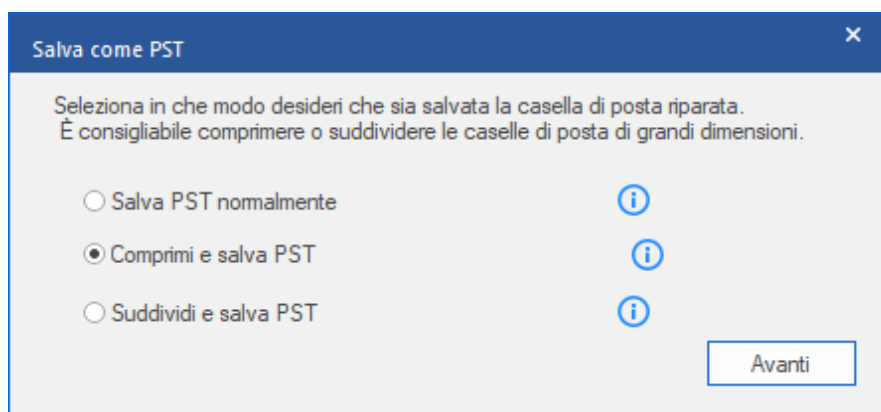 Salva come PST
Seleziona in che modo desideri che sia salvata la casella di posta riparata.
È consigliabile comprimere o suddividere le caselle di posta di grandi dimensioni.
Salva PST normalmente
Comprimi e salva PST
Suddividi e salva PST
Avanti